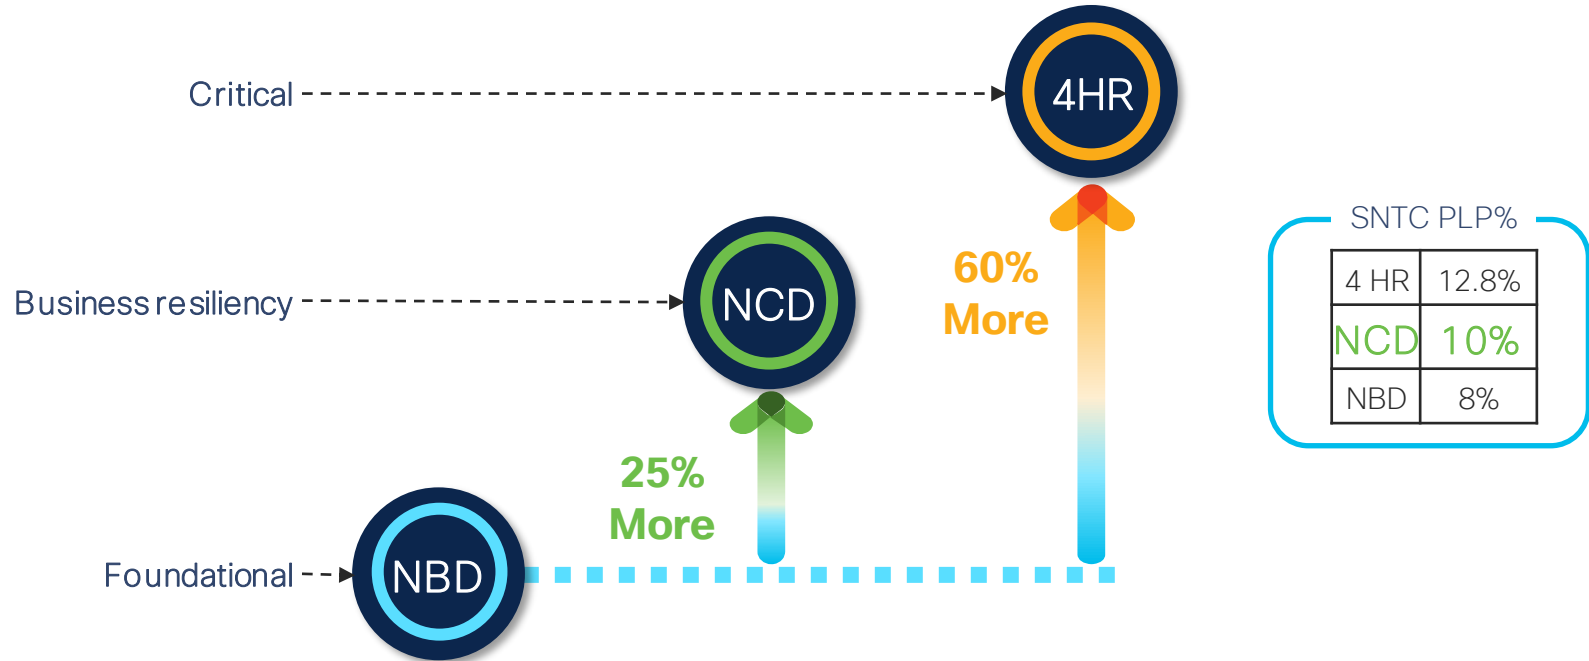 Critical
4HR
Business resiliency
NCD
60%
More
25%
More
Foundational
NBD
SNTC PLP%
4 HR 12.8%
NCD 10%
NBD 8%